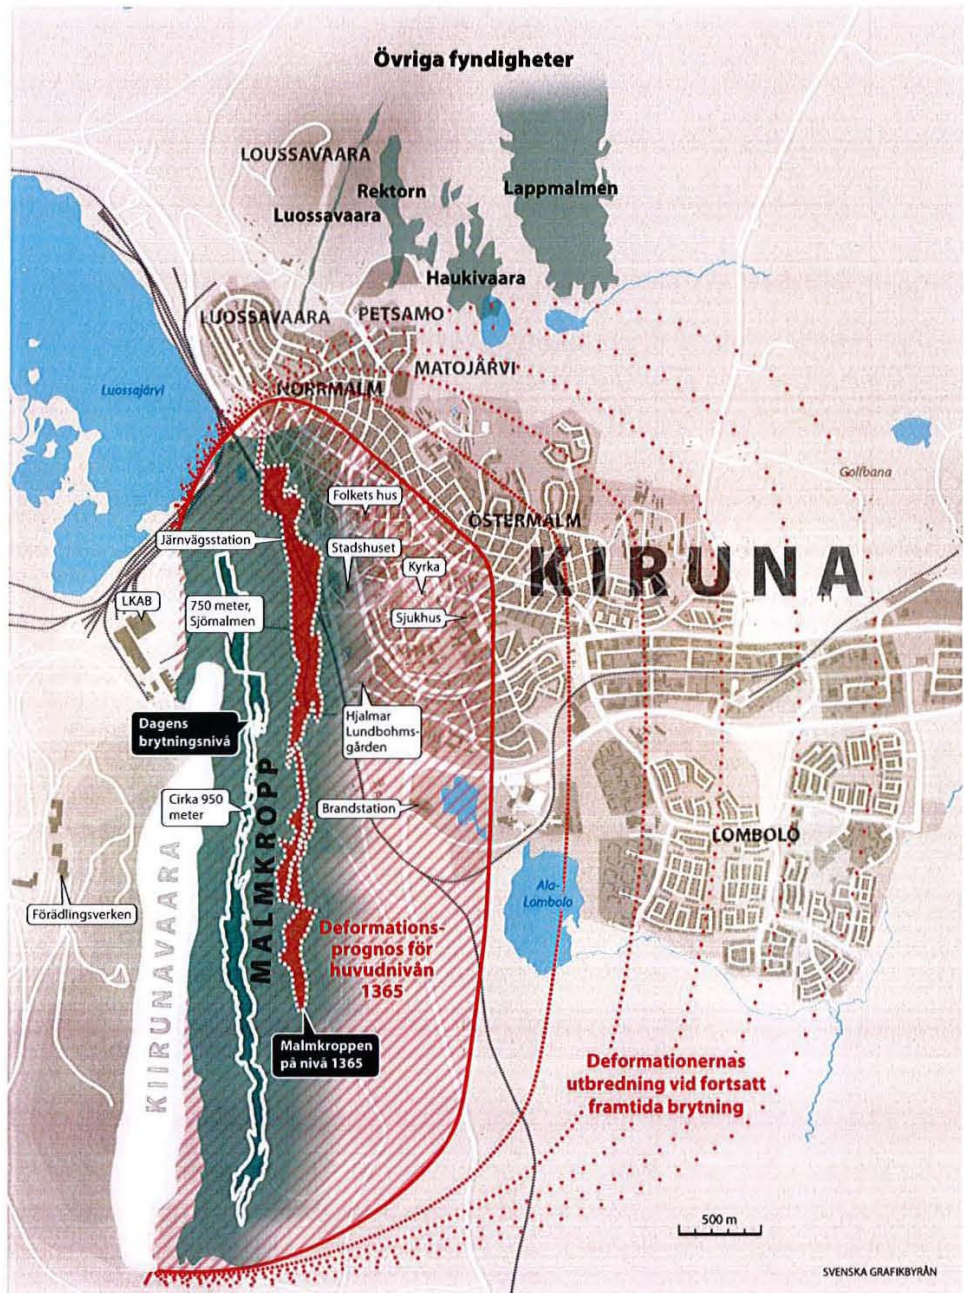 Övriga fyndigheter
LOUSSAVAARA
Rektorn
Luossavaara
Lappmalmen
Haukivaara
LUOSSAVAARA
PETSAMO
MATOJÄRVI
Luossajärvi
NORRMALM
Golfbana
Folkets hus
ÖSTERMALM
Järnvägsstation
Stadshuset
Kyrka
KIRUNA
LKAB
750 meter,
Sjömalmen
Sjukhus
Dagens
brytningsnivå
Hjalmar
Lundbohms-
gården
Cirka 950
meter
Brandstation
LOMBOLO
MALMKROPP
KIIRUNAVAARA
Ala-
Lombolo
Förädlingsverken
Deformations-
prognos för
huvudnivån
1365
Malmkroppen
på nivå 1365
Deformationernas
utbredning vid fortsatt
framtida brytning
500 m
SVENSKA GRAFIKBYRÅN